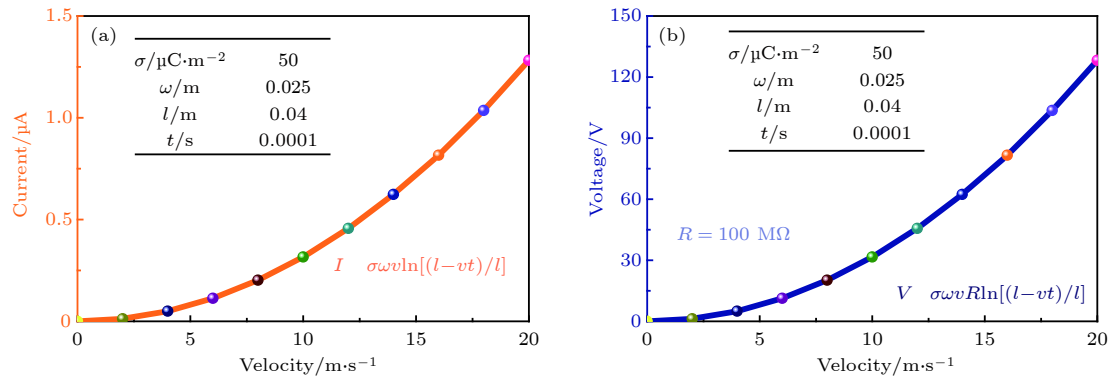 (a)
σ/µC·m⁻² 50
ω/m 0.025
l/m 0.04
t/s 0.0001
I σωvln[(l−vt)/l]
Current/µA
1.5
1.0
0.5
0
0 5 10 15 20
Velocity/m·s⁻¹
(b)
σ/µC·m⁻² 50
ω/m 0.025
l/m 0.04
t/s 0.0001
R = 100 MΩ
V σωvRln[(l−vt)/l]
Voltage/V
150
120
90
60
30
0
0 5 10 15 20
Velocity/m·s⁻¹